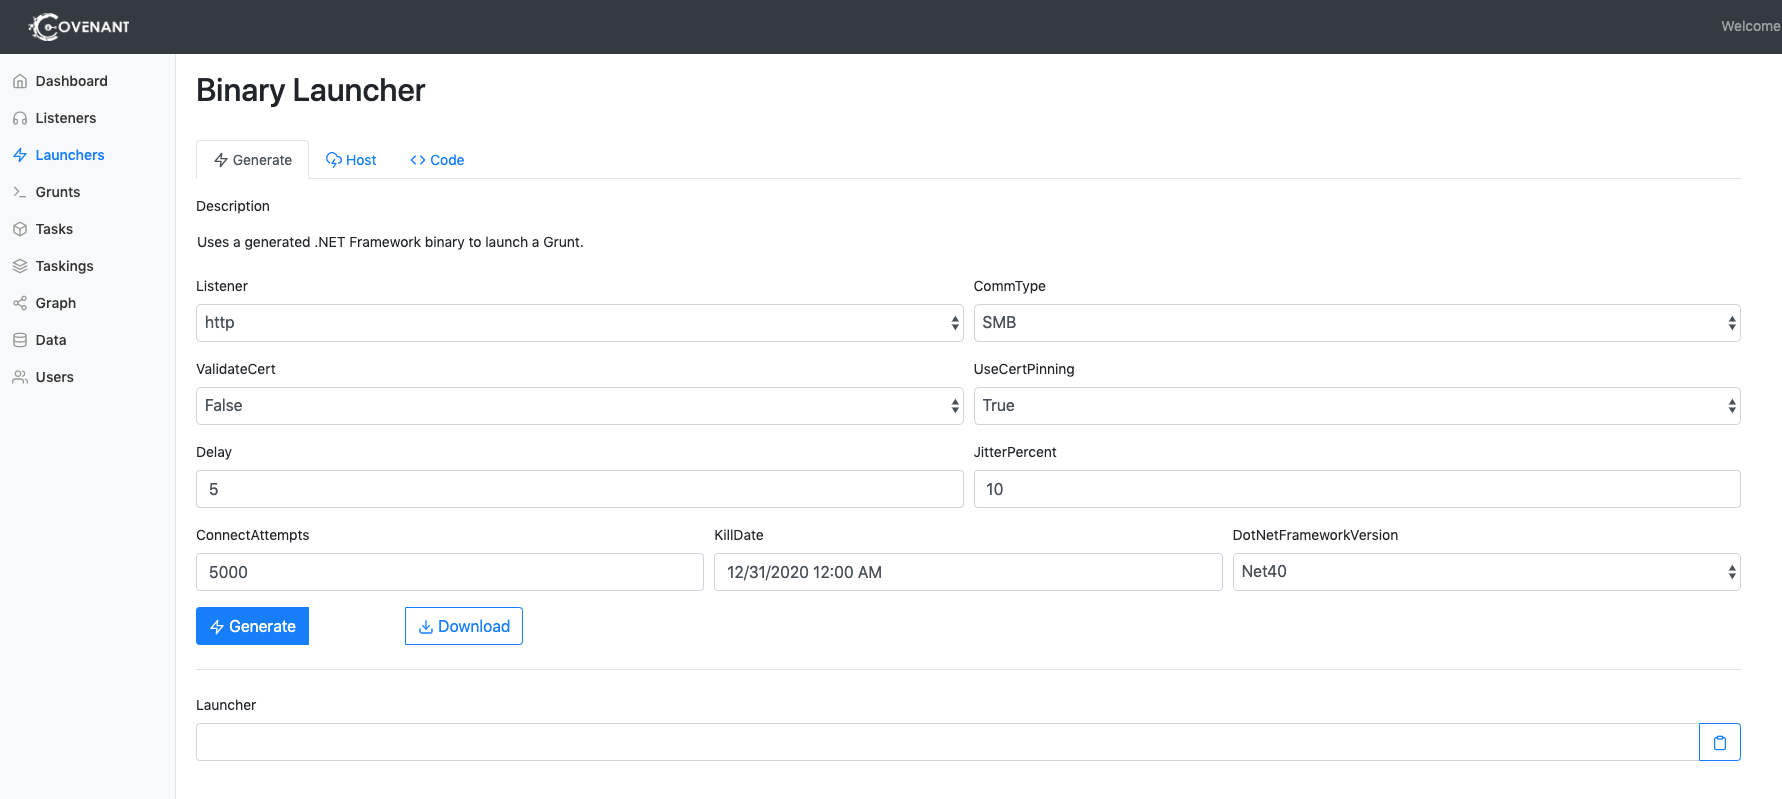 COVENANT
Welcome
Dashboard
Listeners
Launchers
Grunts
Tasks
Taskings
Graph
Data
Users
Binary Launcher
Generate Host Code
Description
Uses a generated .NET Framework binary to launch a Grunt.
Listener CommType
http SMB
ValidateCert UseCertPinning
False True
Delay JitterPercent
5 10
ConnectAttempts KillDate DotNetFrameworkVersion
5000 12/31/2020 12:00 AM Net40
Generate Download
Launcher